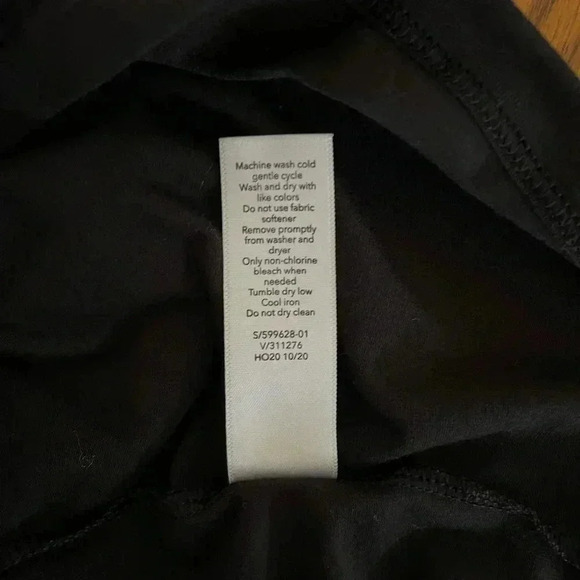 Machine wash cold
gentle cycle
Wash and dry with
like colors
Do not use fabric
softener
Remove promptly
from washer and
dryer
Only non-chlorine
bleach when
needed
Tumble dry low
Cool iron
Do not dry clean
S/599628-01
V/311276
HO20 10/20